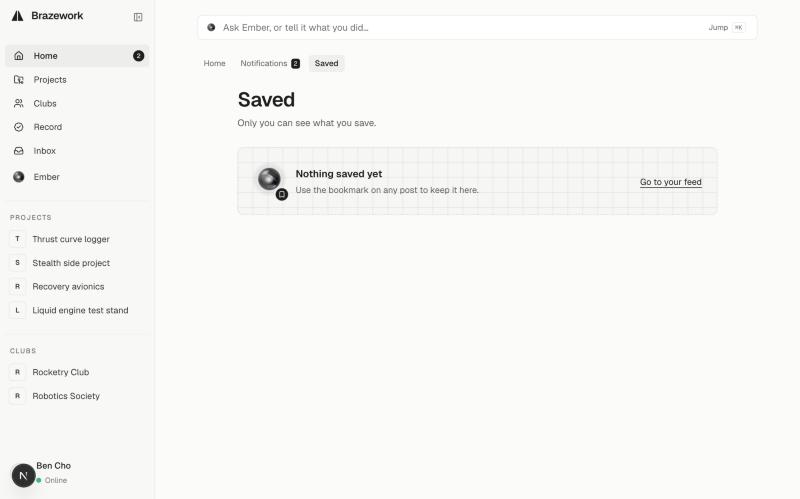 Brazework
Ask Ember, or tell it what you did...
Jump ⌘K
Home 2
Projects
Clubs
Record
Inbox
Ember
PROJECTS
T Thrust curve logger
S Stealth side project
R Recovery avionics
L Liquid engine test stand
CLUBS
R Rocketry Club
R Robotics Society
N Ben Cho
Online
Home Notifications 2 Saved
Saved
Only you can see what you save.
Nothing saved yet
Use the bookmark on any post to keep it here.
Go to your feed